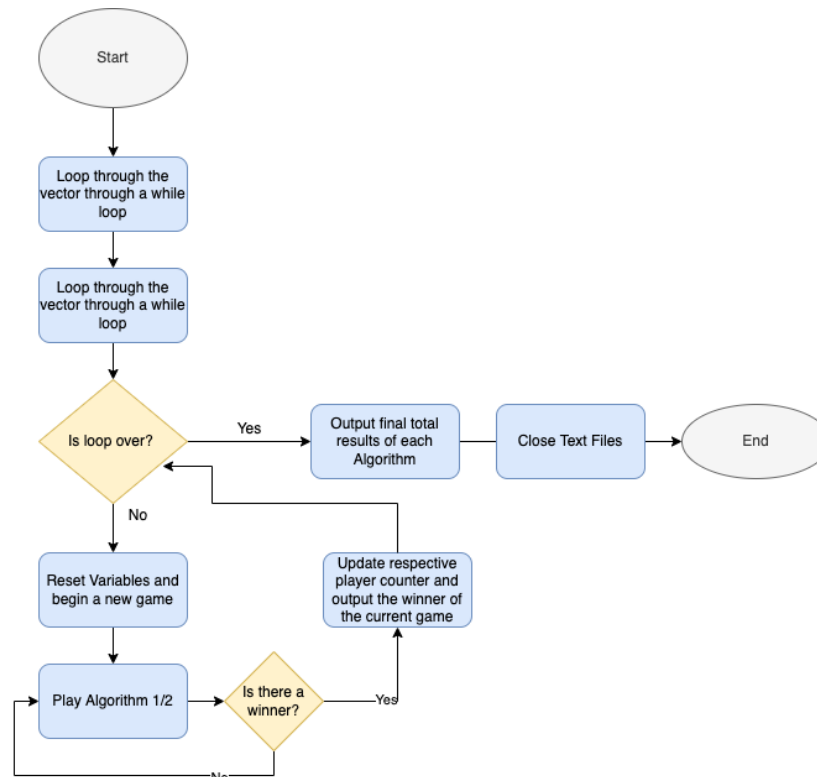 Start
Loop through the
vector through a while
loop
Loop through the
vector through a while
loop
Is loop over?
Yes
Output final total
results of each
Algorithm
Close Text Files
End
No
Reset Variables and
begin a new game
Update respective
player counter and
output the winner of
the current game
Play Algorithm 1/2
Is there a
winner?
Yes
No